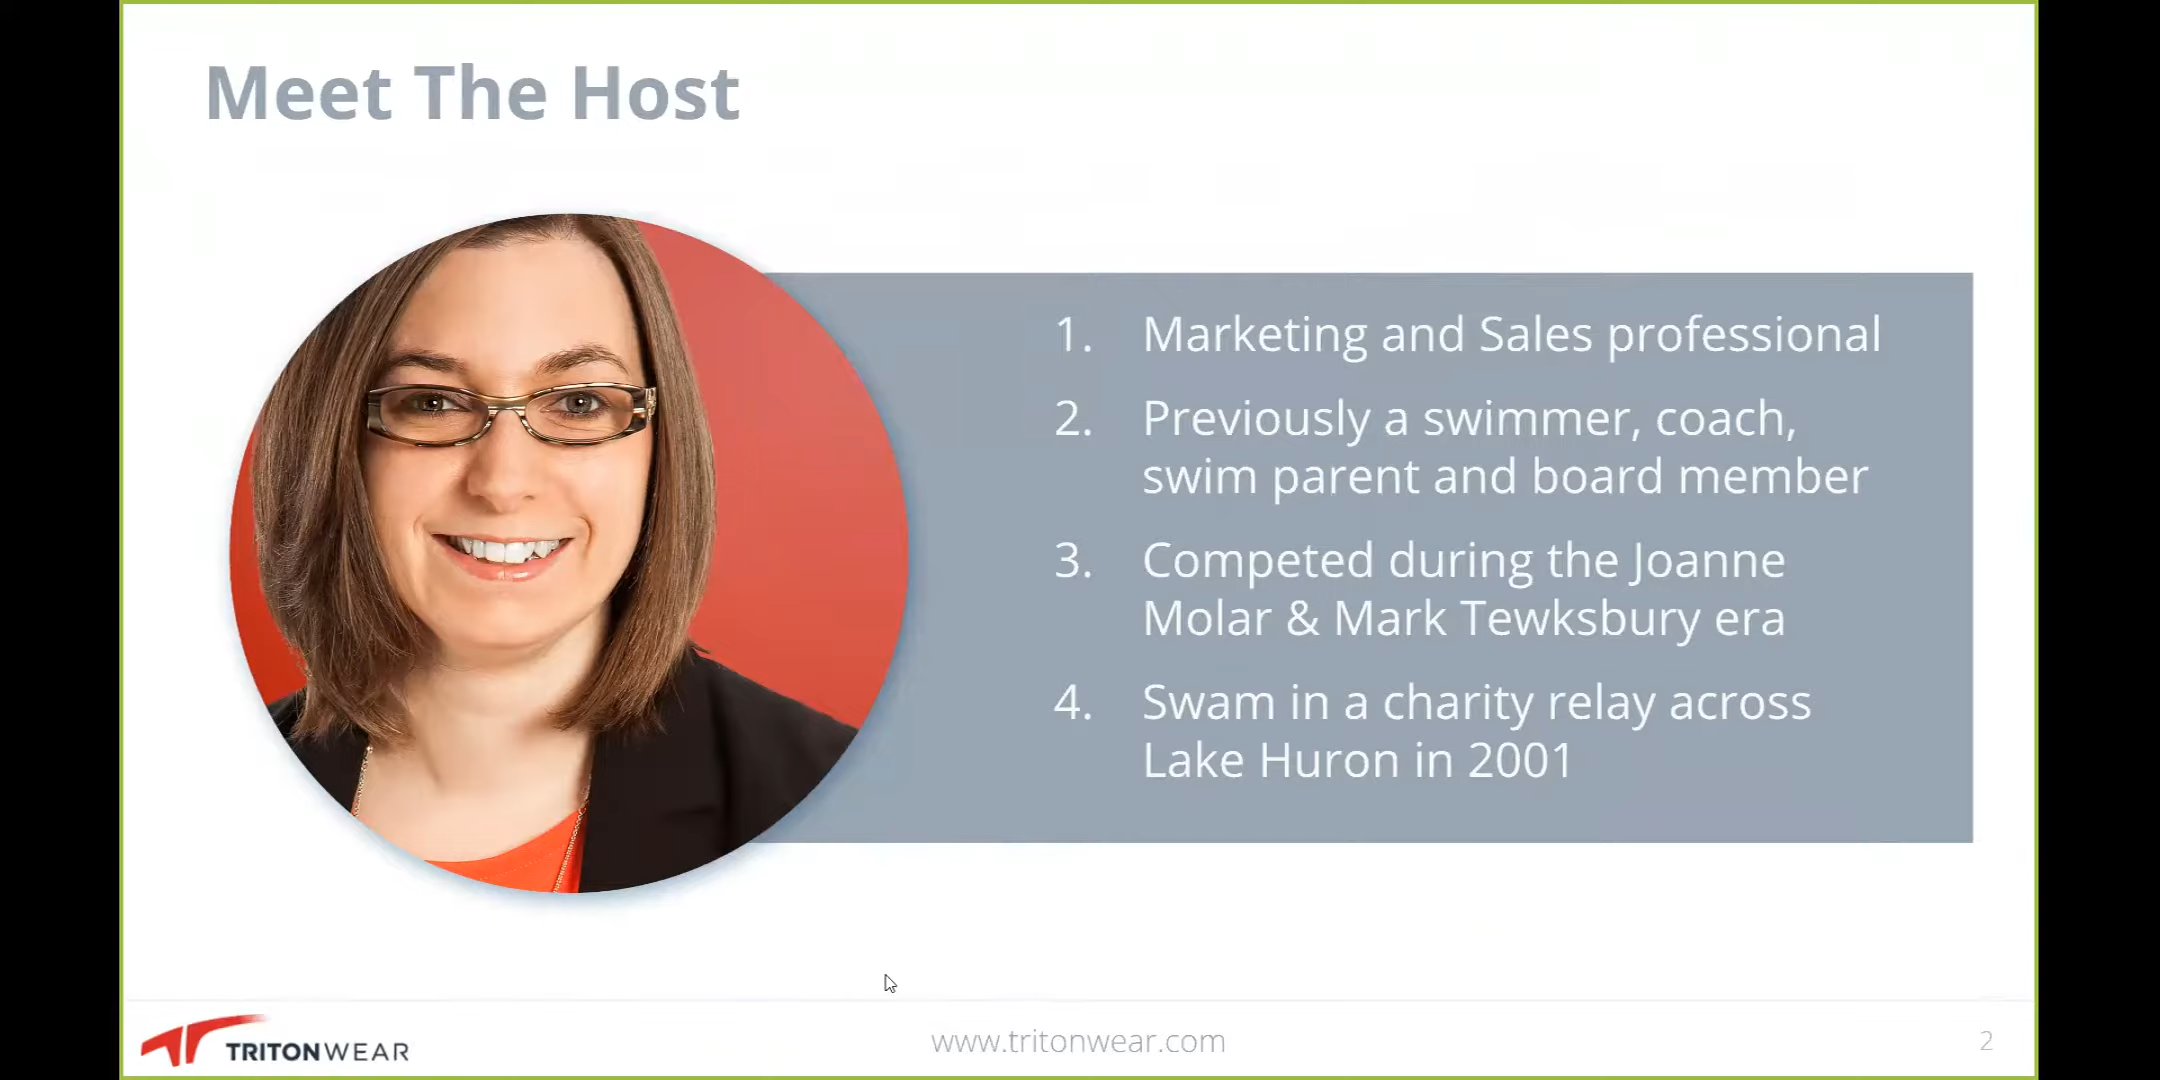 Meet The Host
1. Marketing and Sales professional
2. Previously a swimmer, coach,
swim parent and board member
3. Competed during the Joanne
Molar & Mark Tewksbury era
4. Swam in a charity relay across
Lake Huron in 2001
TRITONWEAR
www.tritonwear.com
2